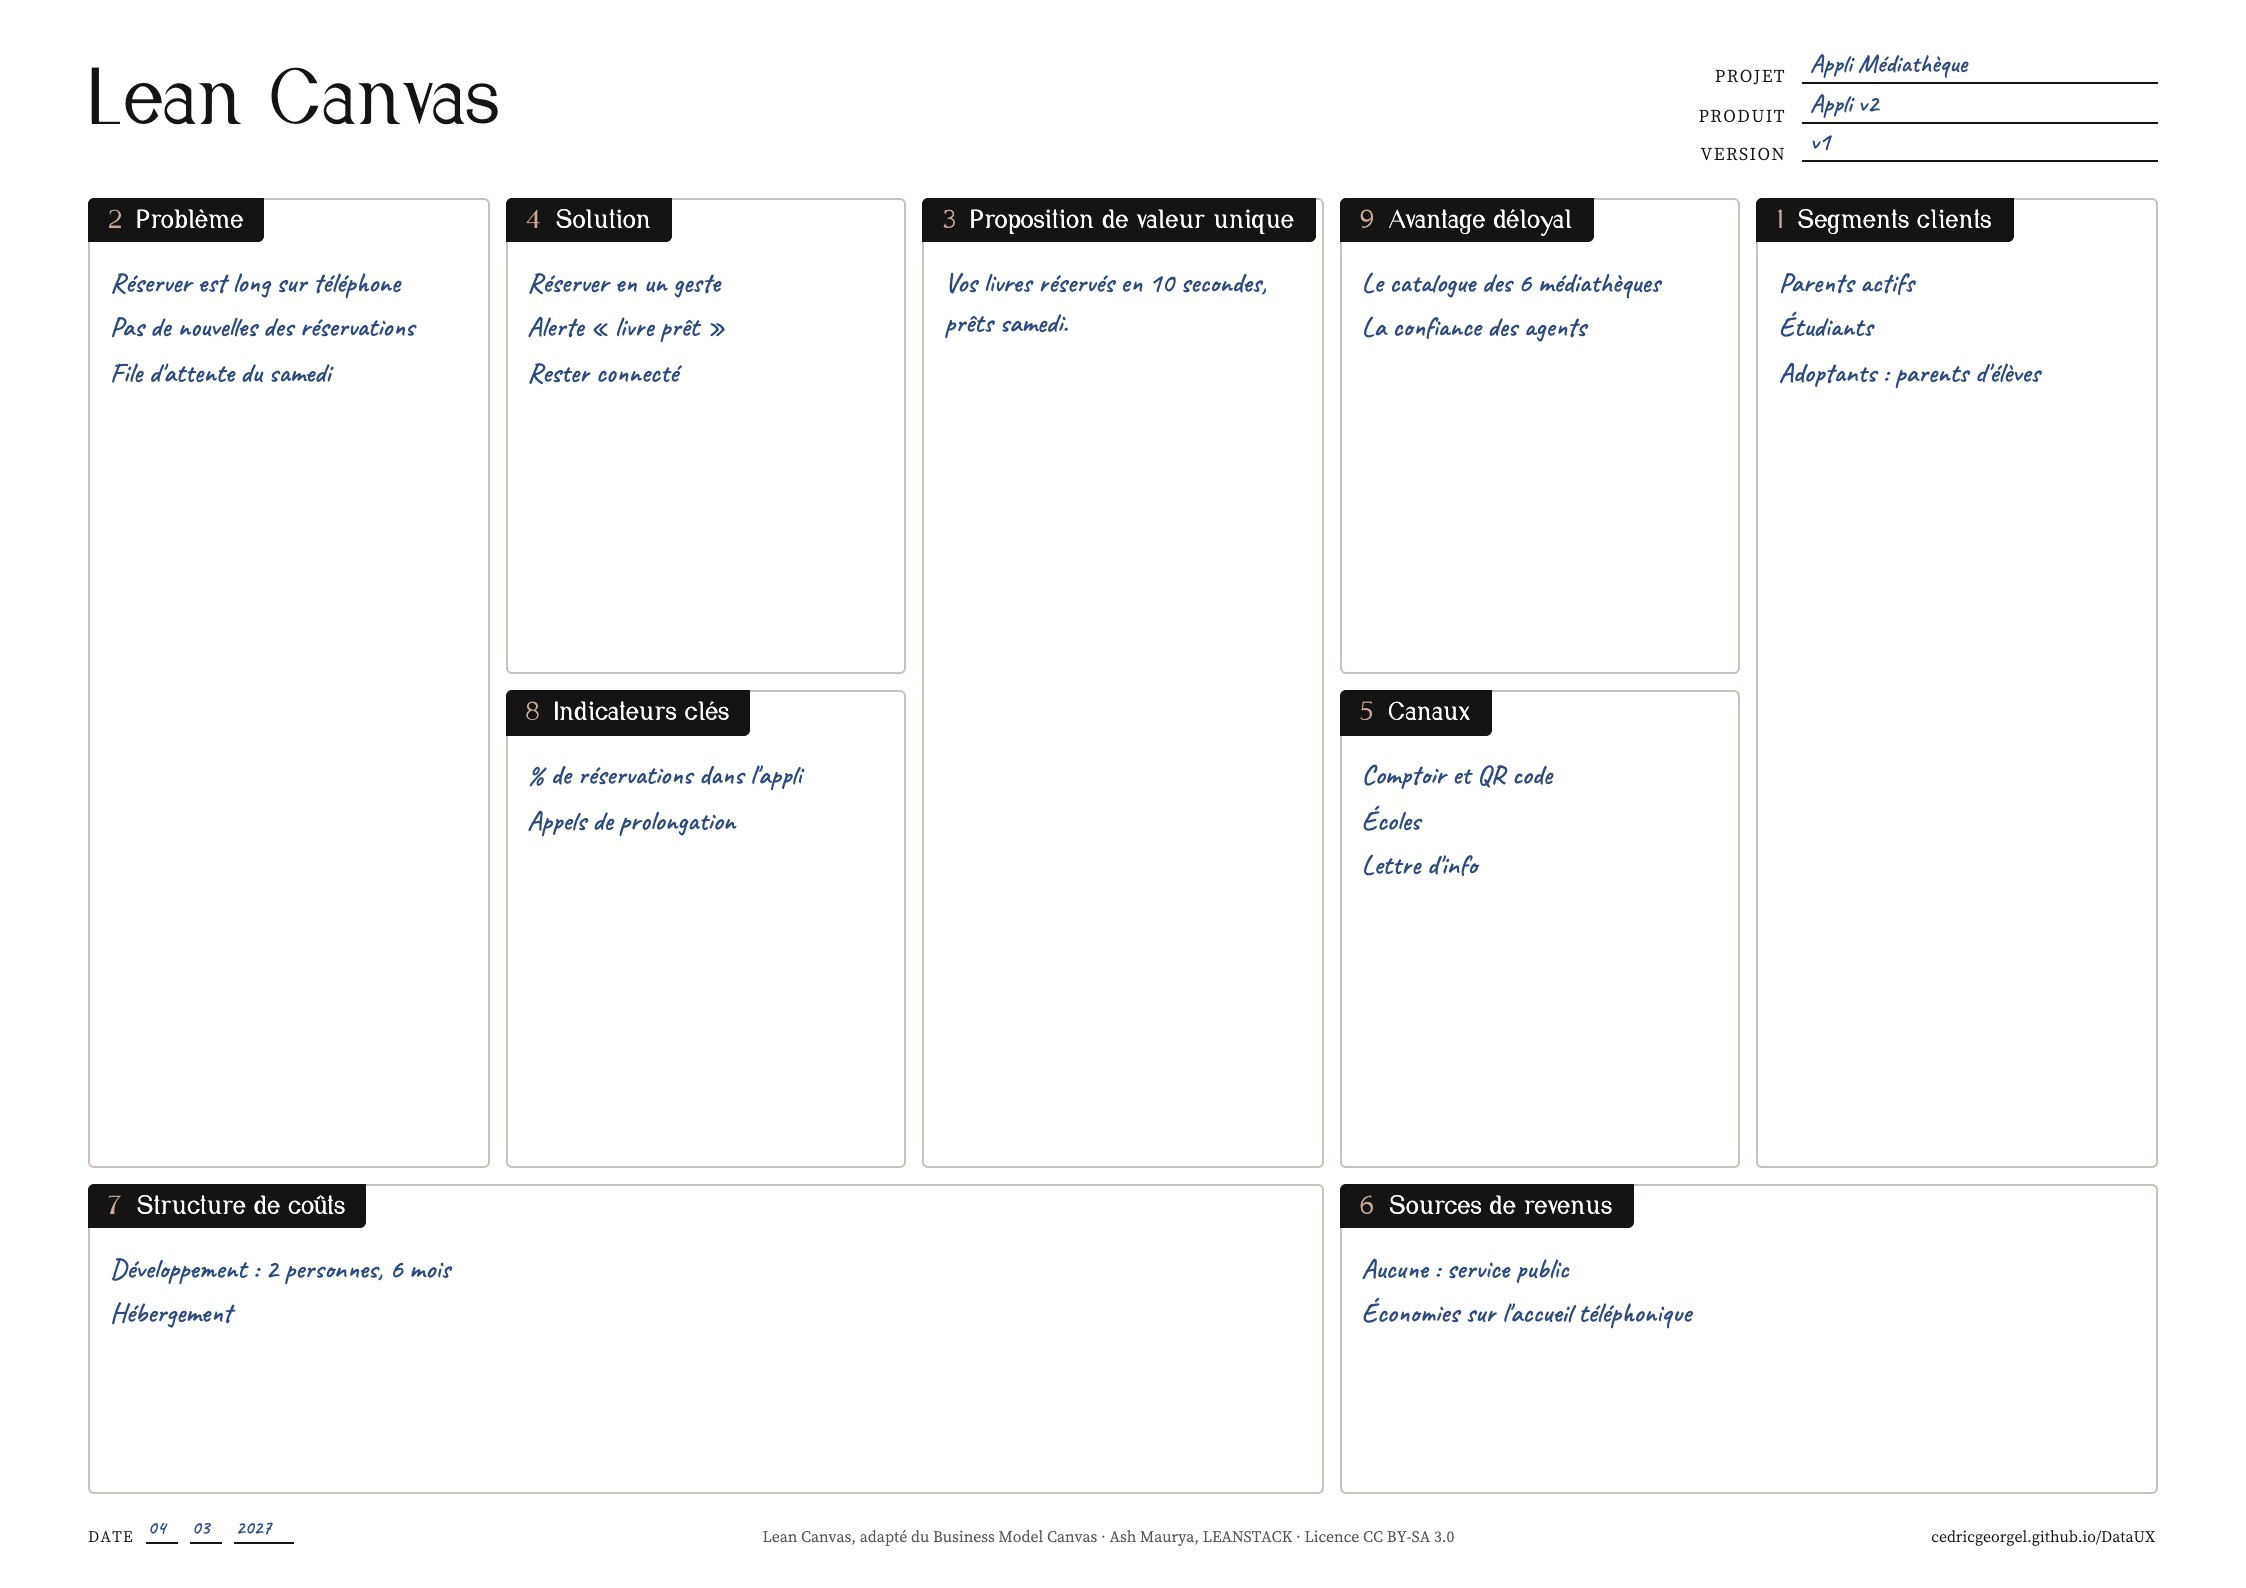 Lean Canvas
PROJET Appli Médiathèque
PRODUIT Appli v2
VERSION v1
2 Problème
Réserver est long sur téléphone
Pas de nouvelles des réservations
File d'attente du samedi
4 Solution
Réserver en un geste
Alerte « livre prêt »
Rester connecté
8 Indicateurs clés
% de réservations dans l'appli
Appels de prolongation
3 Proposition de valeur unique
Vos livres réservés en 10 secondes,
prêts samedi.
9 Avantage déloyal
Le catalogue des 6 médiathèques
La confiance des agents
5 Canaux
Comptoir et QR code
Écoles
Lettre d'info
1 Segments clients
Parents actifs
Étudiants
Adoptants : parents d'élèves
7 Structure de coûts
Développement : 2 personnes, 6 mois
Hébergement
6 Sources de revenus
Aucune : service public
Économies sur l'accueil téléphonique
DATE 04 03 2027
Lean Canvas, adapté du Business Model Canvas · Ash Maurya, LEANSTACK · Licence CC BY-SA 3.0
cedricgeorgel.github.io/DataUX